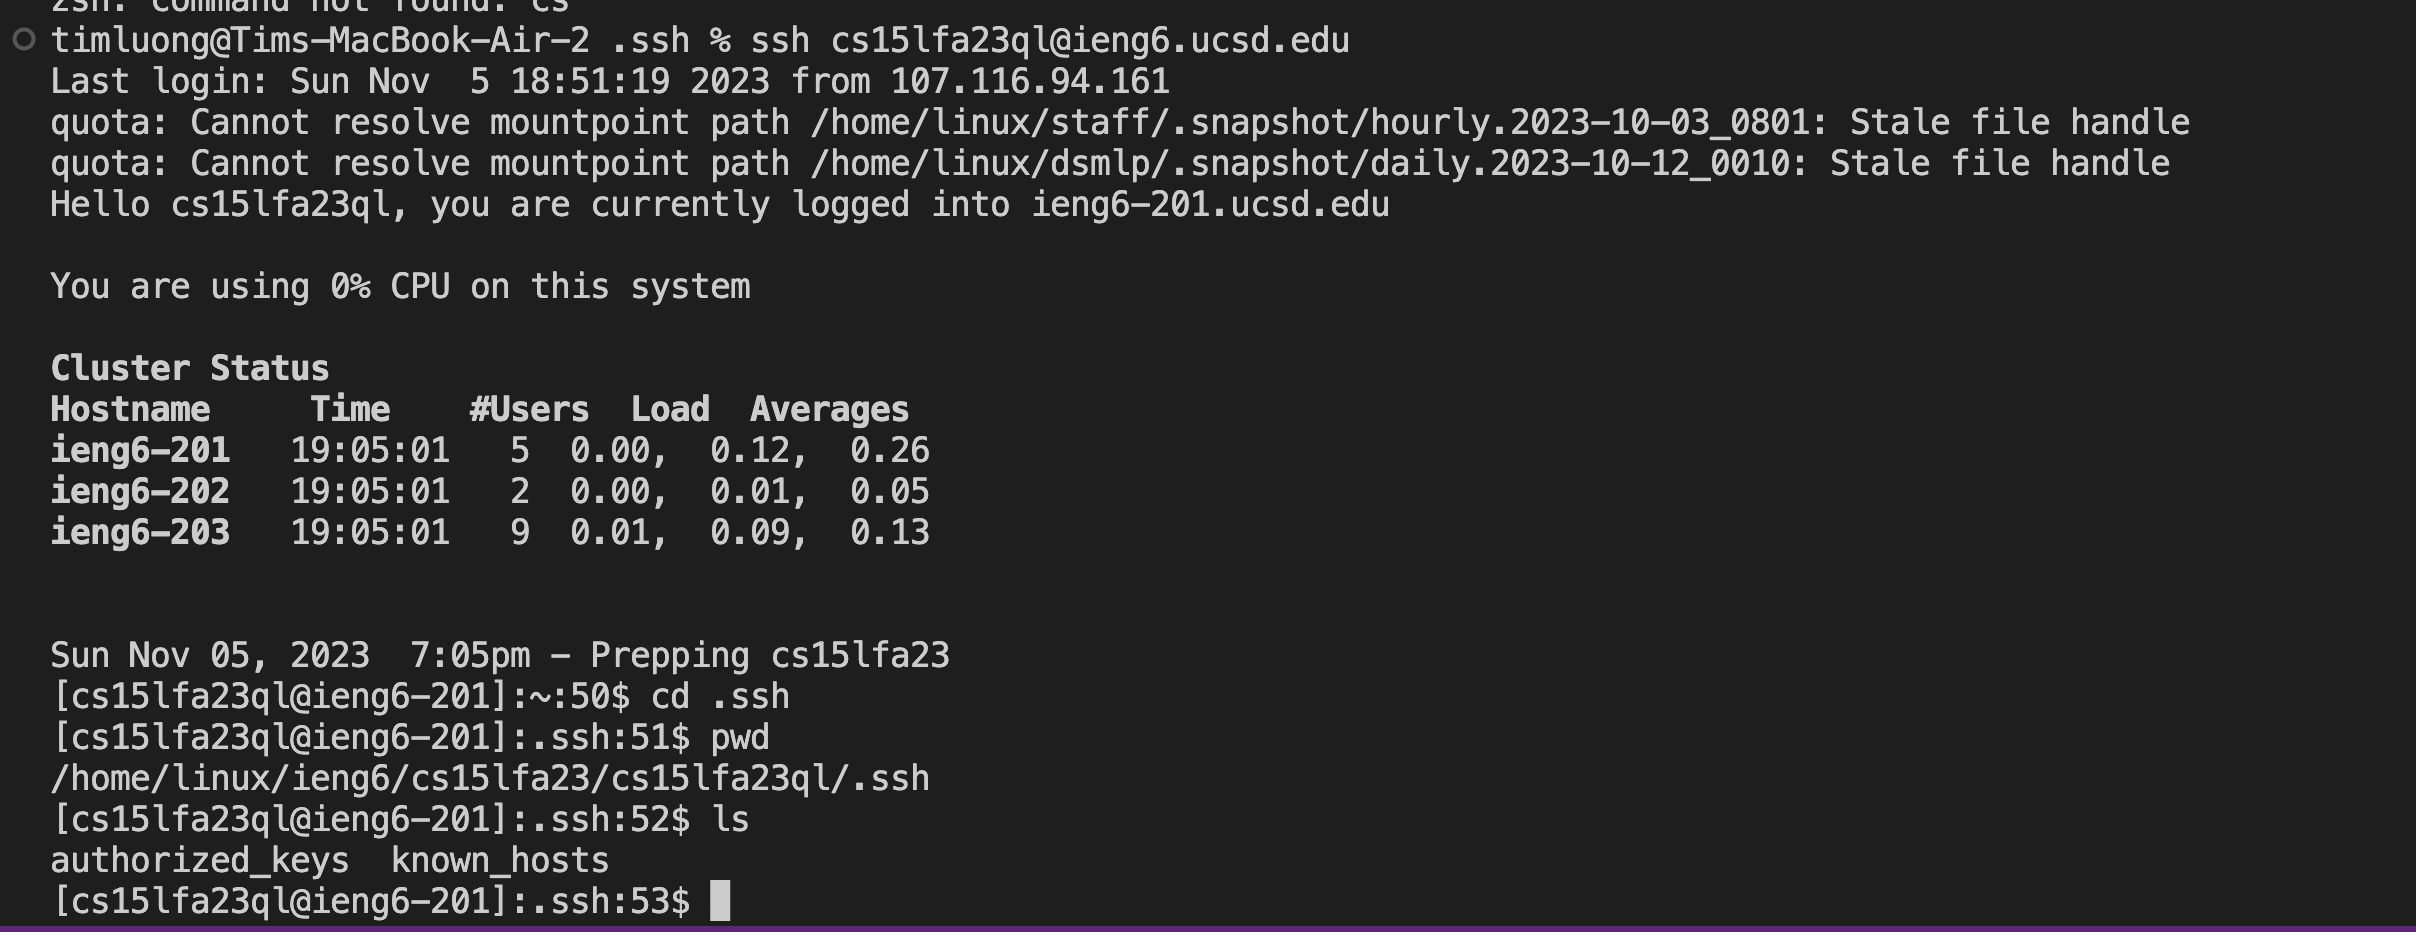 zsh: command not found: cs
timluong@Tims-MacBook-Air-2 .ssh % ssh cs15lfa23ql@ieng6.ucsd.edu
Last login: Sun Nov  5 18:51:19 2023 from 107.116.94.161
quota: Cannot resolve mountpoint path /home/linux/staff/.snapshot/hourly.2023-10-03_0801: Stale file handle
quota: Cannot resolve mountpoint path /home/linux/dsmlp/.snapshot/daily.2023-10-12_0010: Stale file handle
Hello cs15lfa23ql, you are currently logged into ieng6-201.ucsd.edu
You are using 0% CPU on this system
Cluster Status
Hostname     Time    #Users  Load  Averages
ieng6-201   19:05:01   5  0.00,  0.12,  0.26
ieng6-202   19:05:01   2  0.00,  0.01,  0.05
ieng6-203   19:05:01   9  0.01,  0.09,  0.13
Sun Nov 05, 2023  7:05pm - Prepping cs15lfa23
[cs15lfa23ql@ieng6-201]:~:50$ cd .ssh
[cs15lfa23ql@ieng6-201]:.ssh:51$ pwd
/home/linux/ieng6/cs15lfa23/cs15lfa23ql/.ssh
[cs15lfa23ql@ieng6-201]:.ssh:52$ ls
authorized_keys  known_hosts
[cs15lfa23ql@ieng6-201]:.ssh:53$